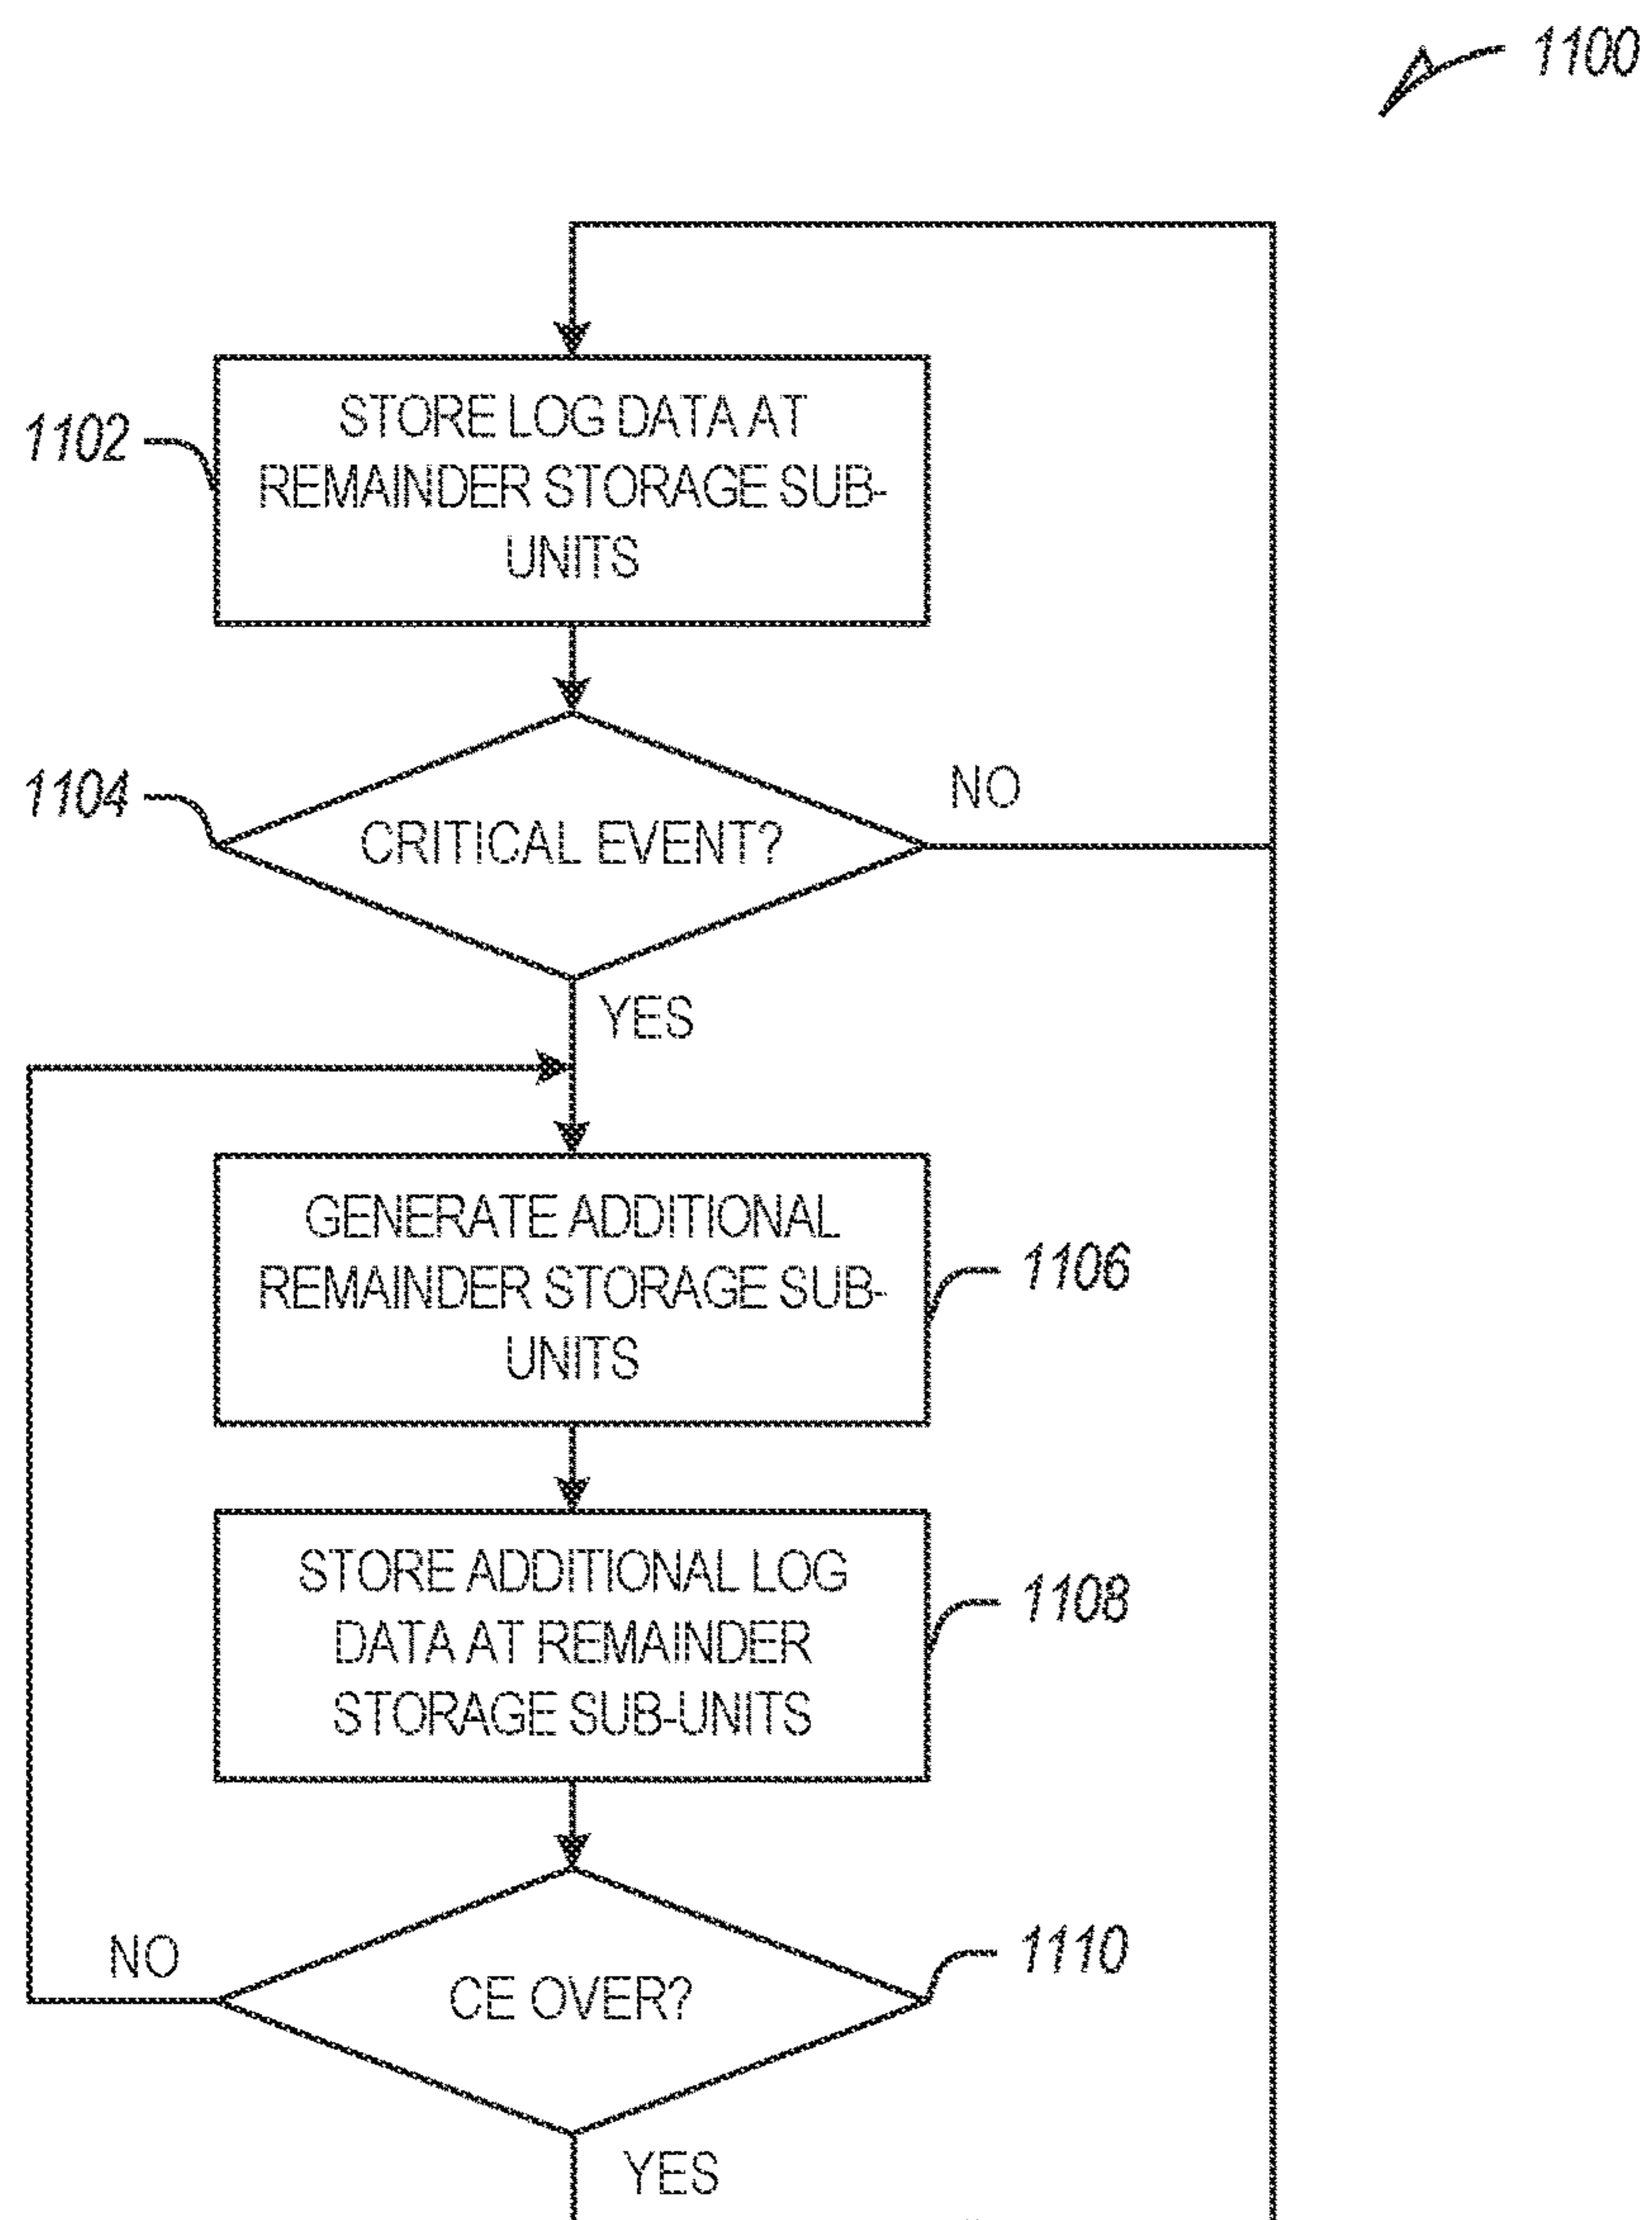 1100
1102
STORE LOG DATA AT
REMAINDER STORAGE SUB-
UNITS
1104
CRITICAL EVENT?
NO
YES
GENERATE ADDITIONAL
REMAINDER STORAGE SUB-
UNITS
1106
STORE ADDITIONAL LOG
DATA AT REMAINDER
STORAGE SUB-UNITS
1108
NO
CE OVER?
1110
YES